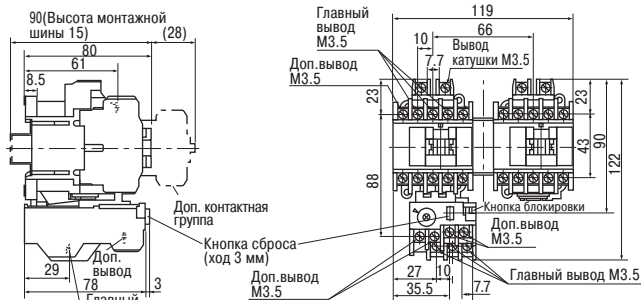 90(Высота монтажной
шины 15)
(28)
80
61
8.5
Доп. контактная
группа
Кнопка сброса
(ход 3 мм)
Доп.
вывод
29
78
3
Главный
119
Главный
вывод
M3.5
10
66
7.7
Вывод
катушки M3.5
Доп.вывод
M3.5
23
88
23
43
90
122
Кнопка блокировки
Доп.вывод
M3.5
Доп.вывод
M3.5
27
10
Главный вывод M3.5
35.5
7.7